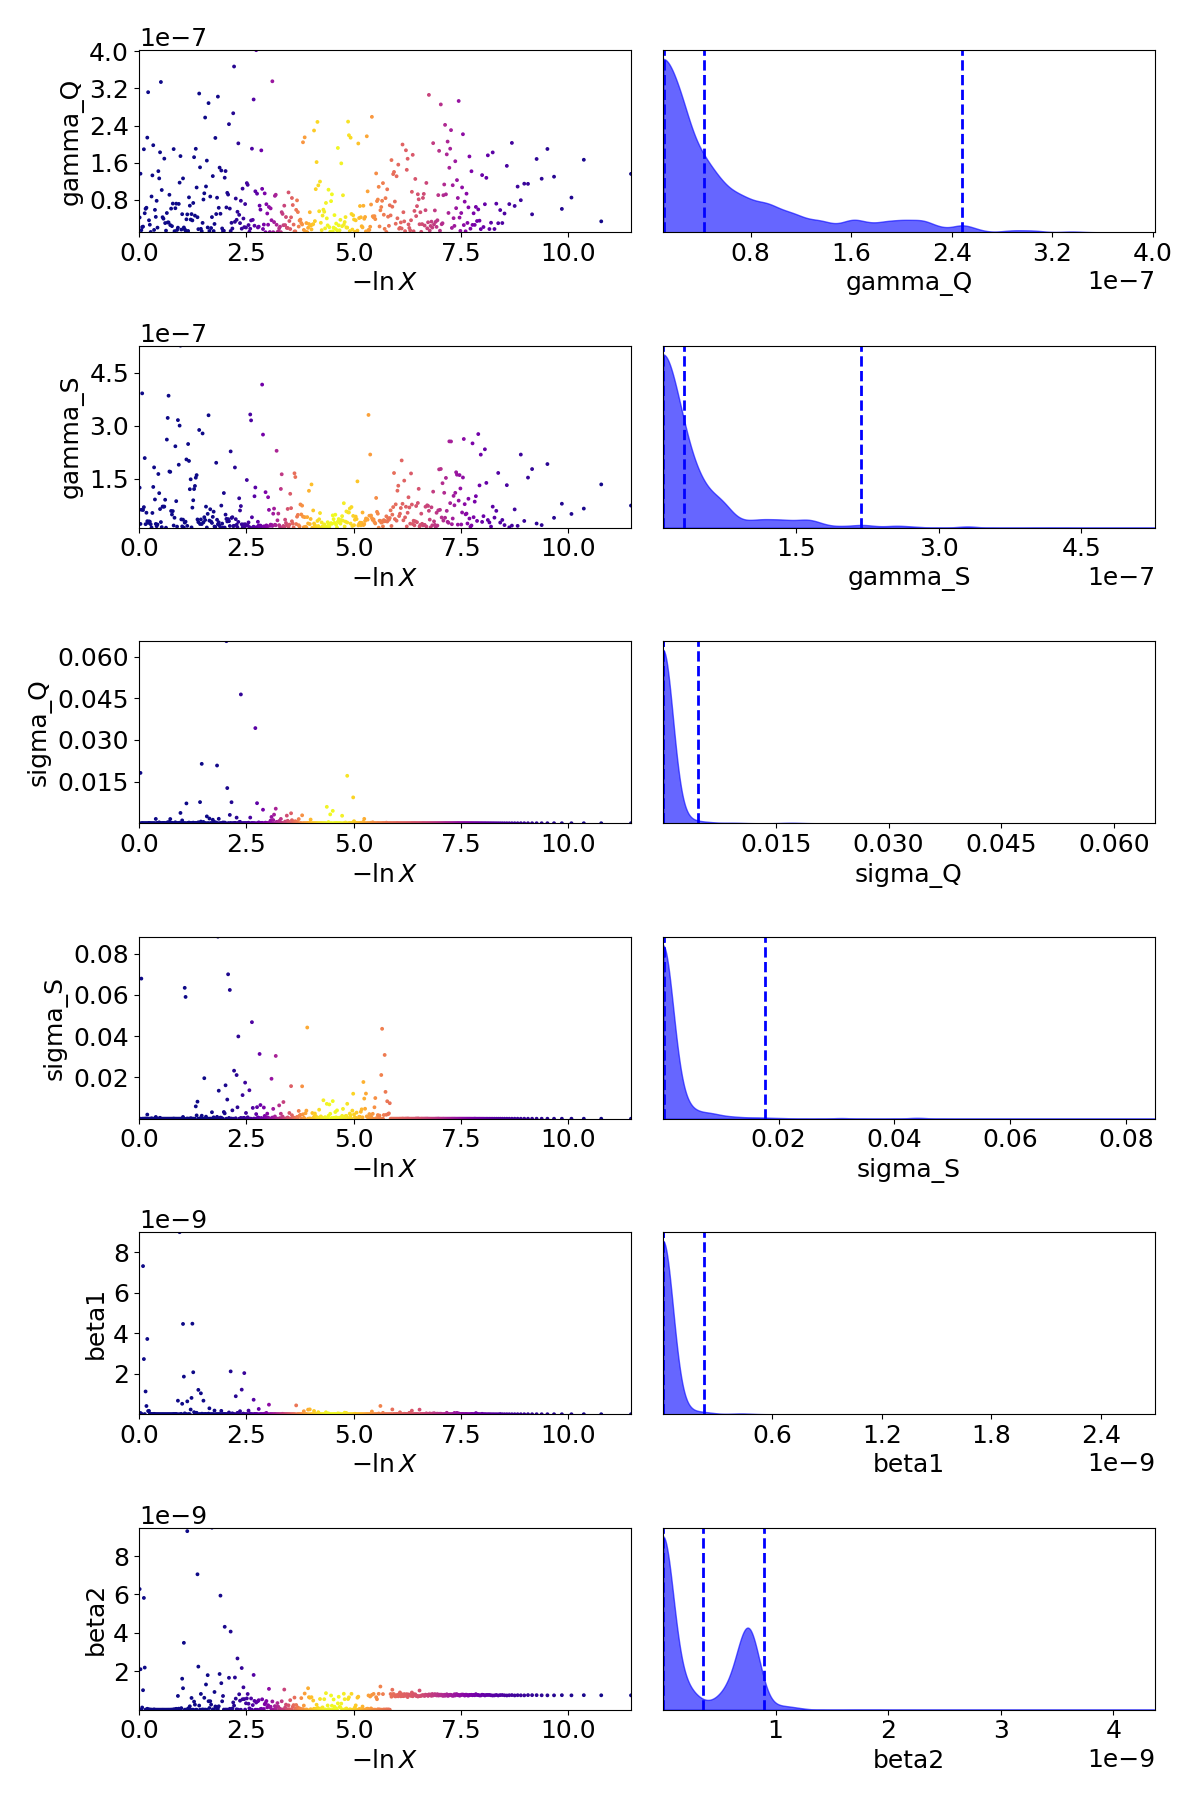 1e−7
gamma_Q
4.0
3.2
2.4
1.6
0.8
0.0 2.5 5.0 7.5 10.0
−ln X
0.8 1.6 2.4 3.2 4.0
gamma_Q 1e−7
1e−7
gamma_S
4.5
3.0
1.5
0.0 2.5 5.0 7.5 10.0
−ln X
1.5 3.0 4.5
gamma_S 1e−7
sigma_Q
0.060
0.045
0.030
0.015
0.0 2.5 5.0 7.5 10.0
−ln X
0.015 0.030 0.045 0.060
sigma_Q
sigma_S
0.08
0.06
0.04
0.02
0.0 2.5 5.0 7.5 10.0
−ln X
0.02 0.04 0.06 0.08
sigma_S
1e−9
beta1
8
6
4
2
0.0 2.5 5.0 7.5 10.0
−ln X
0.6 1.2 1.8 2.4
beta1 1e−9
1e−9
beta2
8
6
4
2
0.0 2.5 5.0 7.5 10.0
−ln X
1 2 3 4
beta2 1e−9